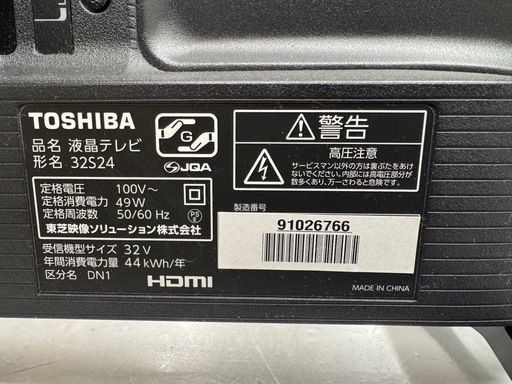 TOSHIBA
品名 液晶テレビ
形名 32S24
G
JQA
定格電圧 100V～
定格消費電力 49W
定格周波数 50/60 Hz
PS
E
東芝映像ソリューション株式会社
受信機型サイズ 32V
年間消費電力量 44kWh/年
区分名 DN1
HDMI
警告
高圧注意
サービスマン以外の方は裏ぶたをあけ
ないでください。内部には高電圧部分が
数多くあり、万一さわると危険です。
製造番号
91026766
MADE IN CHINA